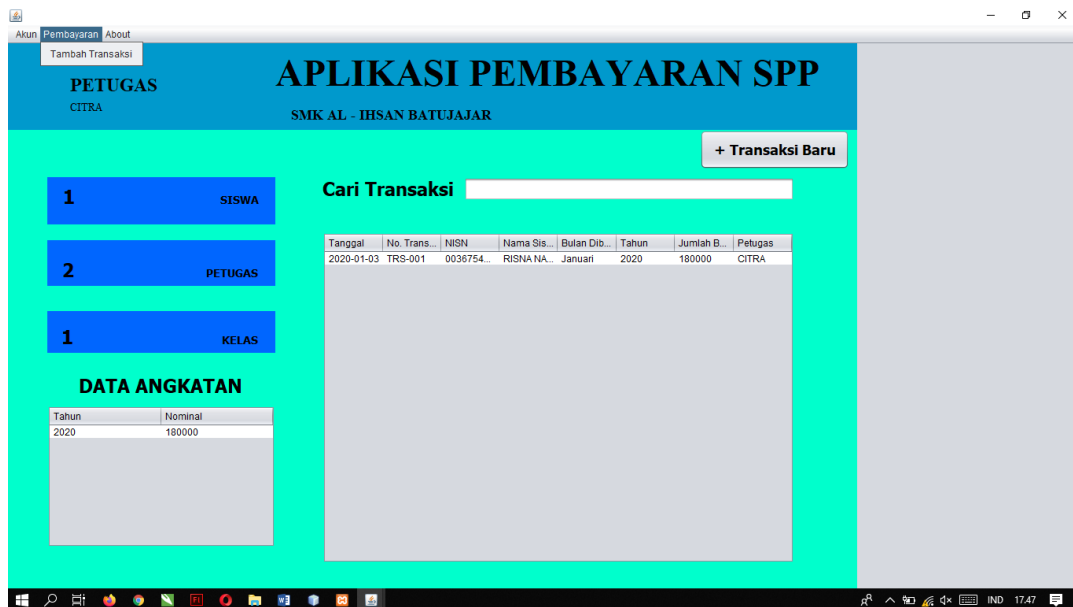 Akun Pembayaran About
Tambah Transaksi
PETUGAS
CITRA
APLIKASI PEMBAYARAN SPP
SMK AL - IHSAN BATUJAJAR
+ Transaksi Baru
1 SISWA
2 PETUGAS
1 KELAS
Cari Transaksi
Tanggal No. Trans... NISN Nama Sis... Bulan Dib... Tahun Jumlah B... Petugas
2020-01-03 TRS-001 0036754... RISNA NA... Januari 2020 180000 CITRA
DATA ANGKATAN
Tahun Nominal
2020 180000
IND 17.47